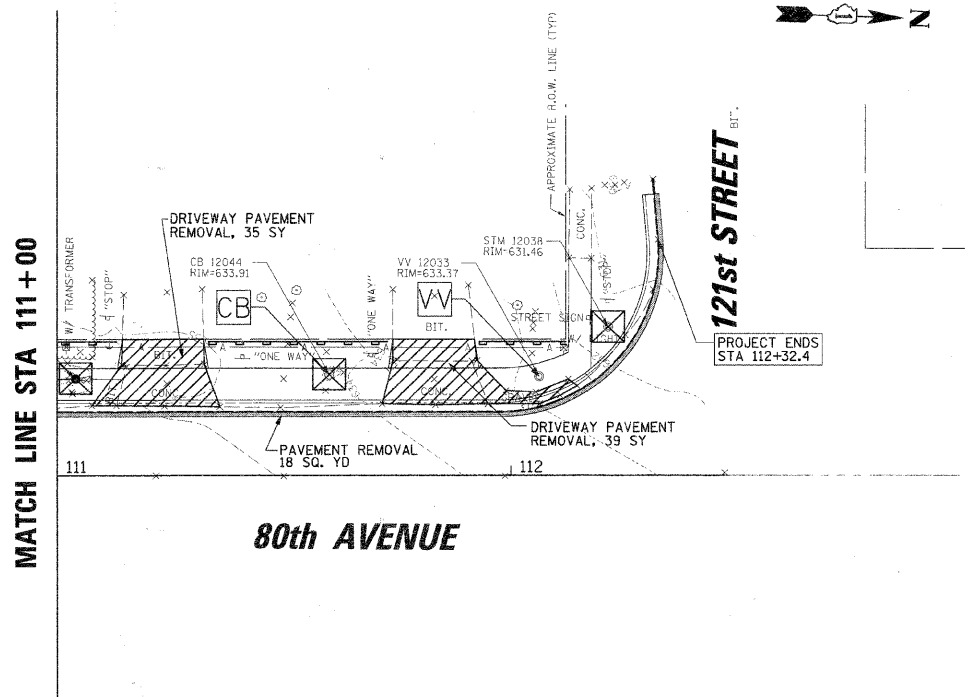 N
APPROXIMATE R.O.W. LINE (TYP)
121st STREET
MATCH LINE STA 111+00
W/ TRANSFORMER
"STOP"
DRIVEWAY PAVEMENT
REMOVAL, 35 SY
CB 12044
RIM=633.91
CB
"ONE WAY"
"ONE WAY"
VV 12033
RIM=633.37
VV
BIT.
STM 12038
RIM=631.46
CONC.
"STOP"
STREET SIGN
BIT.
CONC.
CONC.
PROJECT ENDS
STA 112+32.4
DRIVEWAY PAVEMENT
REMOVAL, 39 SY
PAVEMENT REMOVAL
18 SQ. YD
111
112
80th AVENUE